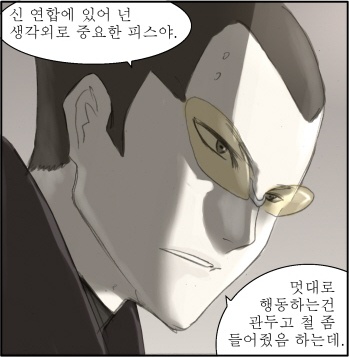 신 연합에 있어 넌
생각외로 중요한 피스야.
멋대로
행동하는건
관두고 철 좀
들어줬음 하는데.